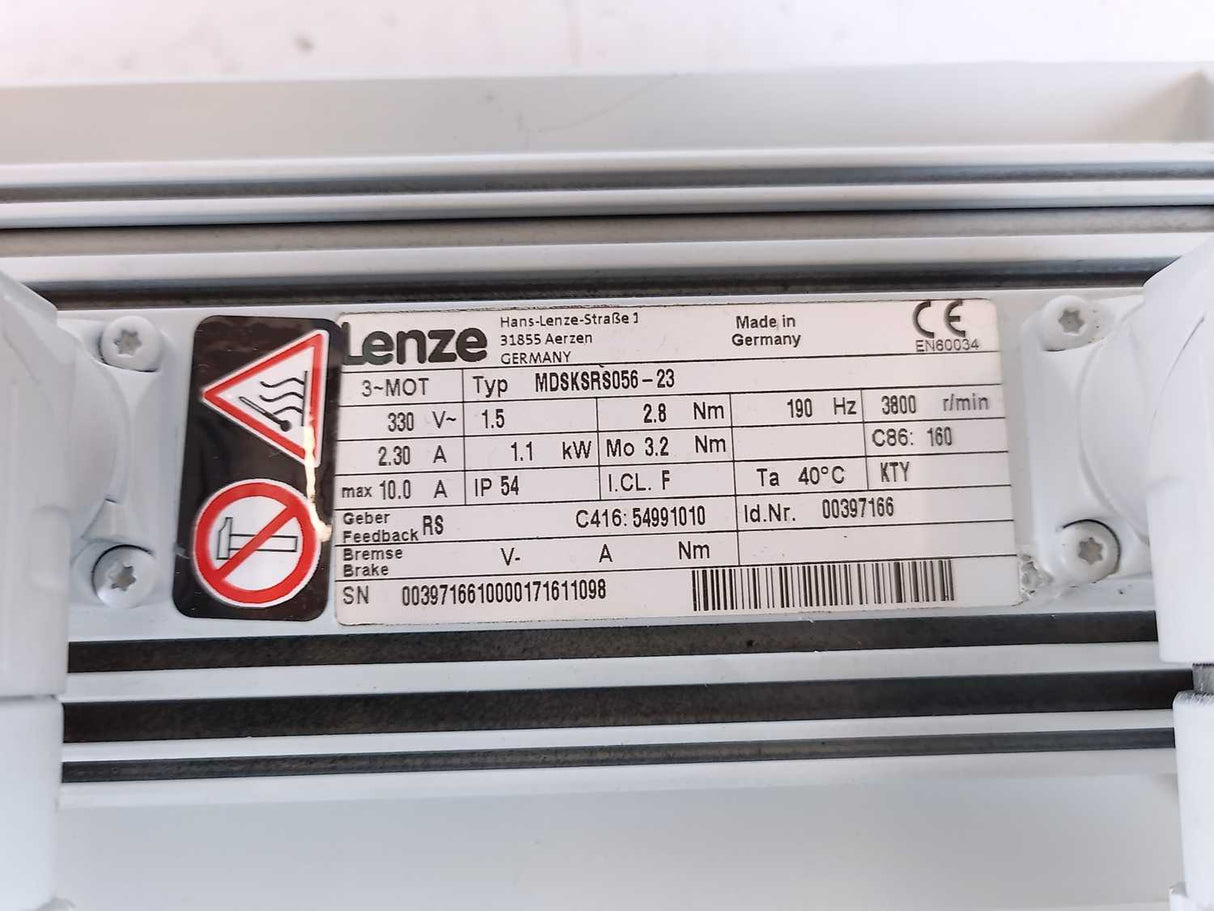 Lenze Hans-Lenze-Straße 1 Made in CE
31855 Aerzen Germany EN60034
GERMANY
3~MOT Typ MDSKSRS056-23
330 V~ 1.5 2.8 Nm 190 Hz 3800 r/min
2.30 A 1.1 kW Mo 3.2 Nm C86: 160
max 10.0 A IP 54 I.CL. F Ta 40°C KTY
Geber
Feedback RS C416: 54991010 Id.Nr. 00397166
Bremse
Brake V- A Nm
SN 0039716610000171611098